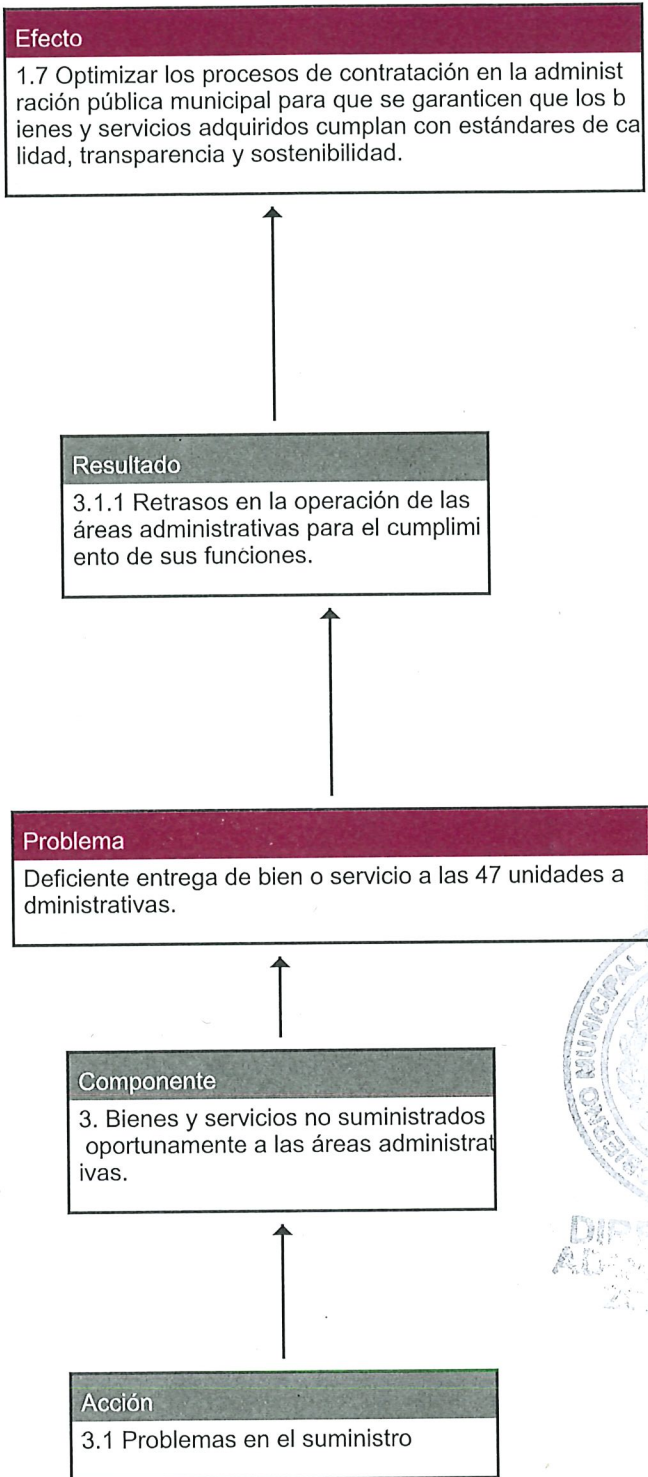 Efecto
1.7 Optimizar los procesos de contratación en la administ
ración pública municipal para que se garanticen que los b
ienes y servicios adquiridos cumplan con estándares de ca
lidad, transparencia y sostenibilidad.
Resultado
3.1.1 Retrasos en la operación de las
áreas administrativas para el cumplimi
ento de sus funciones.
Problema
Deficiente entrega de bien o servicio a las 47 unidades a
dministrativas.
MUNICIPAL
Componente
3. Bienes y servicios no suministrados
oportunamente a las áreas administrat
ivas.
Acción
3.1 Problemas en el suministro